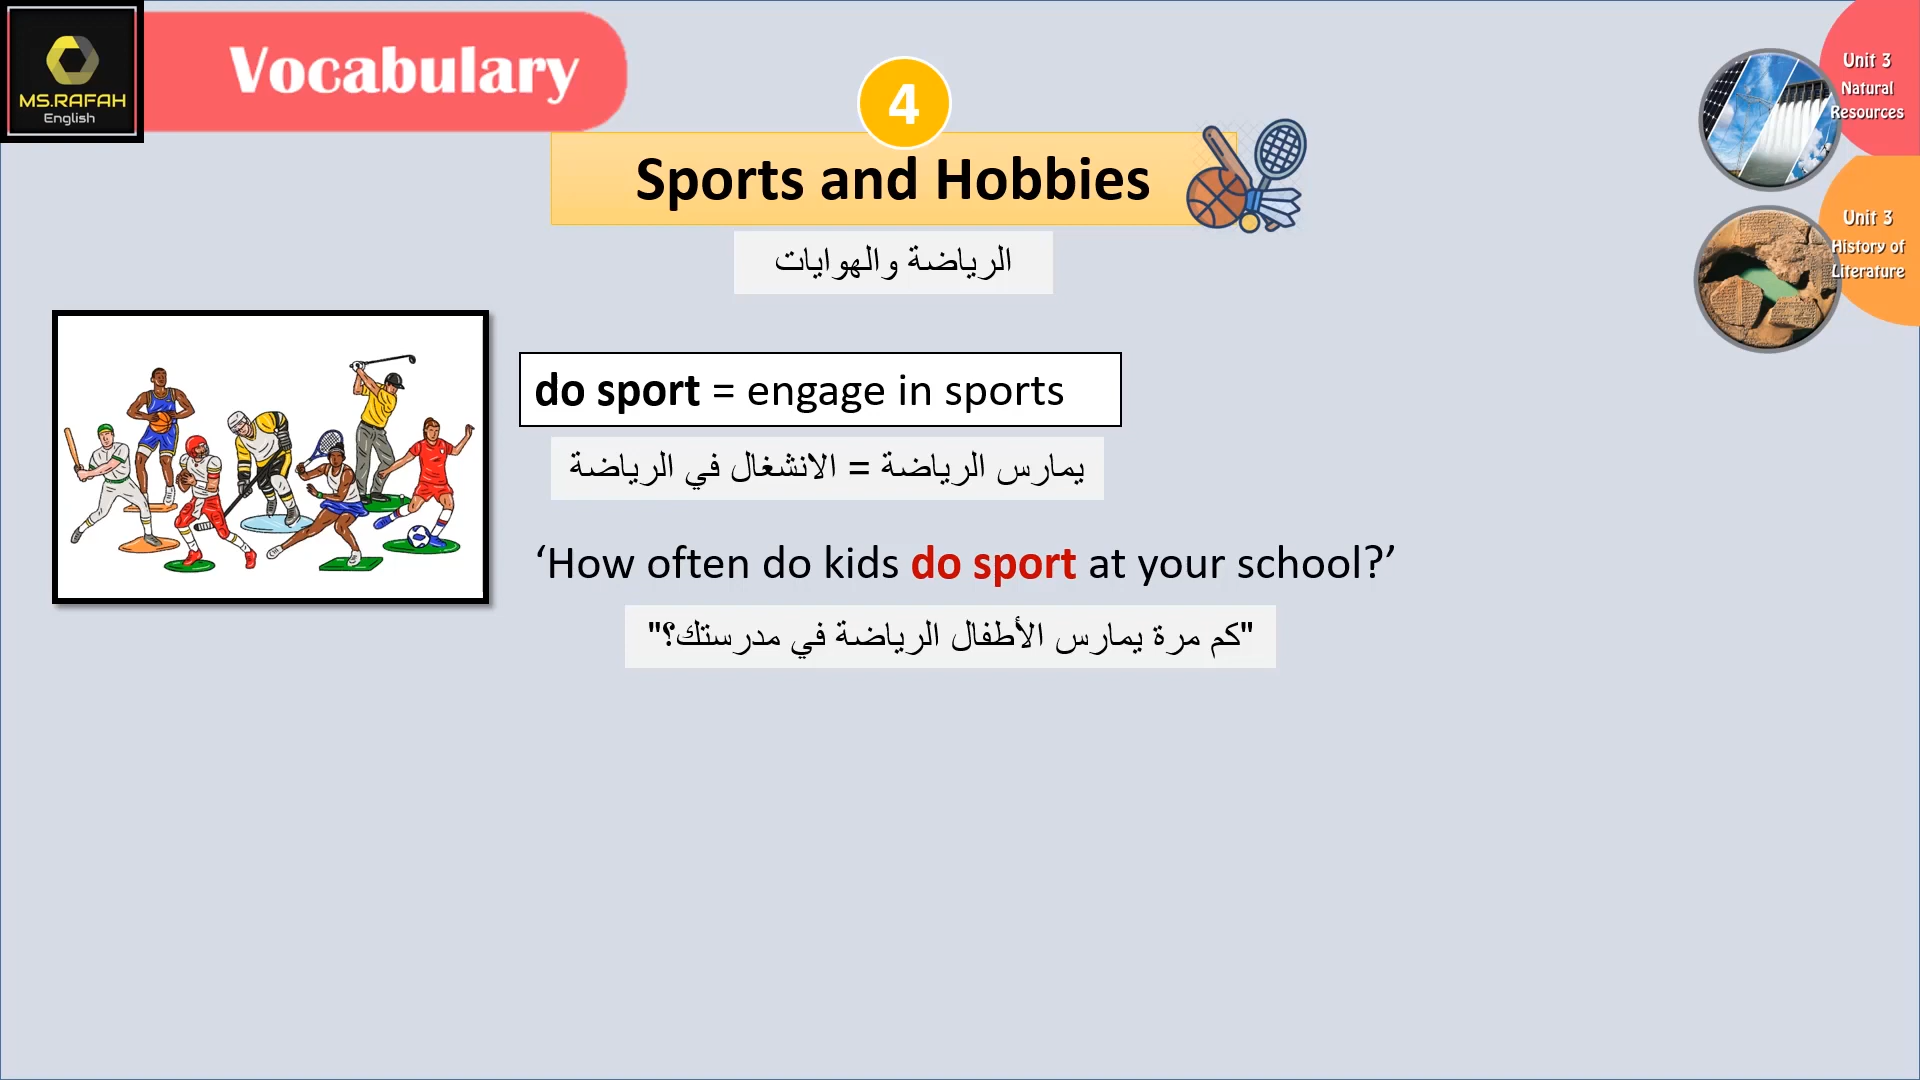 MS.RAFAH
English
Vocabulary
4
Sports and Hobbies
الرياضة والهوايات
do sport = engage in sports
يمارس الرياضة = الانشغال في الرياضة
‘How often do kids do sport at your school?’
"كم مرة يمارس الأطفال الرياضة في مدرستك؟"
Unit 3
Natural
Resources
Unit 3
History of
Literature